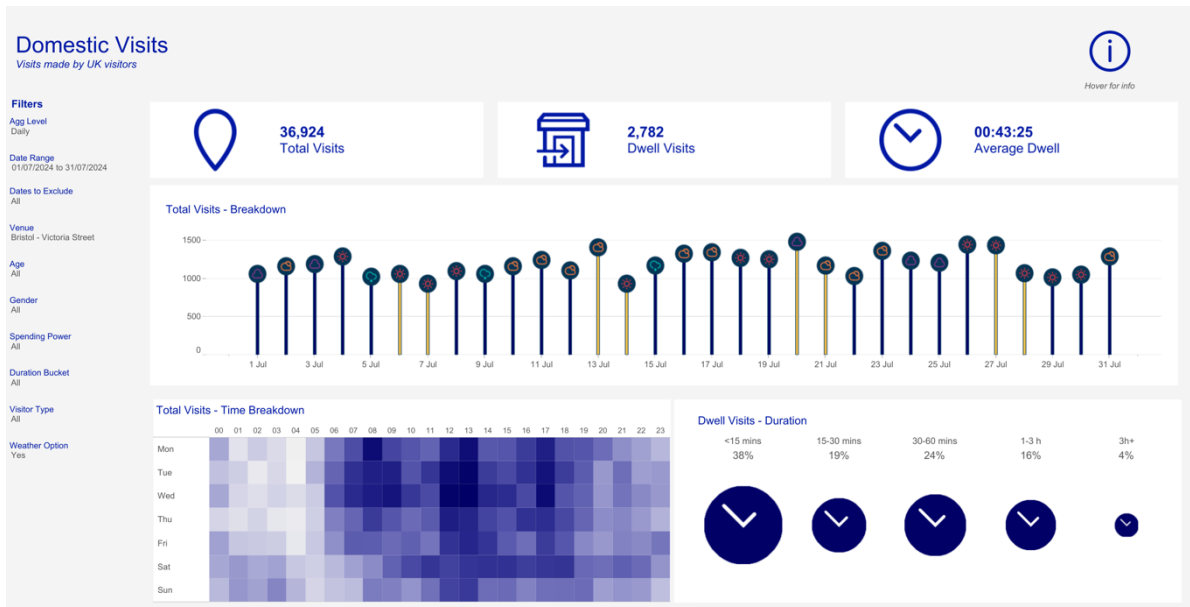 Domestic Visits
Visits made by UK visitors
Hover for info
Filters
Agg Level
Daily
Date Range
01/07/2024 to 31/07/2024
Dates to Exclude
All
Venue
Bristol - Victoria Street
Age
All
Gender
All
Spending Power
All
Duration Bucket
All
Visitor Type
All
Weather Option
Yes
36,924
Total Visits
2,782
Dwell Visits
00:43:25
Average Dwell
Total Visits - Breakdown
1500
1000
500
0
1 Jul 3 Jul 5 Jul 7 Jul 9 Jul 11 Jul 13 Jul 15 Jul 17 Jul 19 Jul 21 Jul 23 Jul 25 Jul 27 Jul 29 Jul 31 Jul
Total Visits - Time Breakdown
00 01 02 03 04 05 06 07 08 09 10 11 12 13 14 15 16 17 18 19 20 21 22 23
Mon
Tue
Wed
Thu
Fri
Sat
Sun
Dwell Visits - Duration
<15 mins 15-30 mins 30-60 mins 1-3 h 3h+
38% 19% 24% 16% 4%